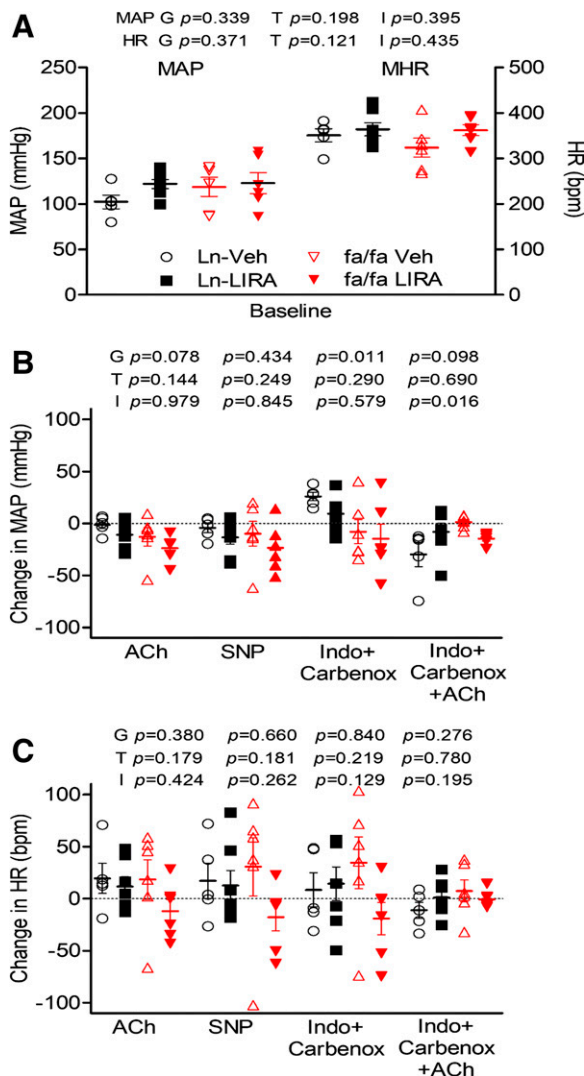 A
MAP G p=0.339 T p=0.198 I p=0.395
HR G p=0.371 T p=0.121 I p=0.435
MAP MHR
250
200
150
100
50
0
MAP (mmHg)
500
400
300
200
100
0
HR (bpm)
Ln-Veh fa/fa Veh
Ln-LIRA fa/fa LIRA
Baseline
B
G p=0.078 p=0.434 p=0.011 p=0.098
T p=0.144 p=0.249 p=0.290 p=0.690
I p=0.979 p=0.845 p=0.579 p=0.016
100
50
0
-50
-100
Change in MAP (mmHg)
ACh SNP Indo+ Indo+
Carbenox Carbenox
+ACh
C
G p=0.380 p=0.660 p=0.840 p=0.276
T p=0.179 p=0.181 p=0.219 p=0.780
I p=0.424 p=0.262 p=0.129 p=0.195
100
50
0
-50
-100
Change in HR (bpm)
ACh SNP Indo+ Indo+
Carbenox Carbenox
+ACh